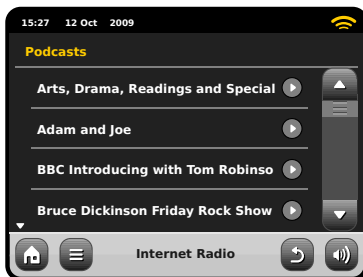 15:27 12 Oct 2009
Podcasts
Arts, Drama, Readings and Special
Adam and Joe
BBC Introducing with Tom Robinso
Bruce Dickinson Friday Rock Show
Internet Radio